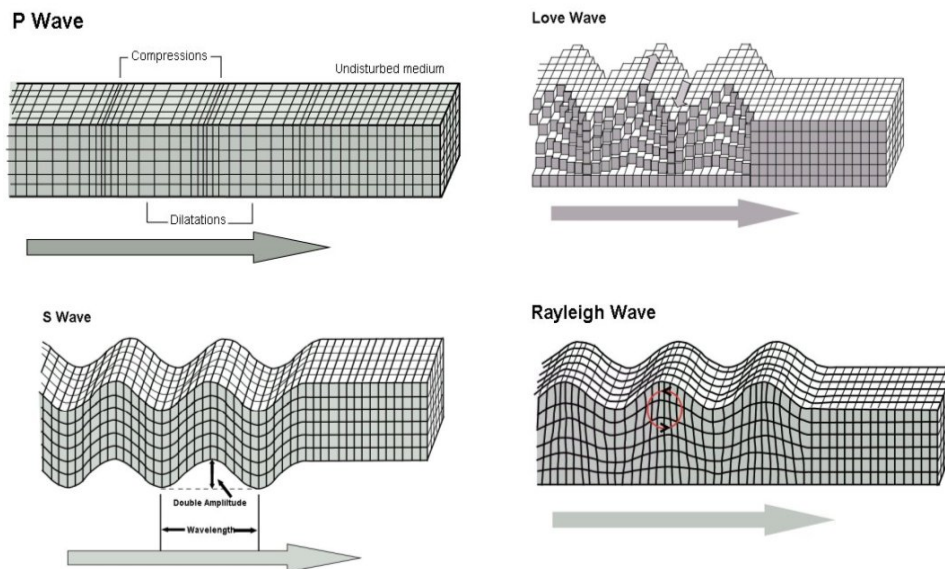 P Wave
Compressions
Undisturbed medium
Dilatations
Love Wave
S Wave
Double Amplitude
Wavelength
Rayleigh Wave